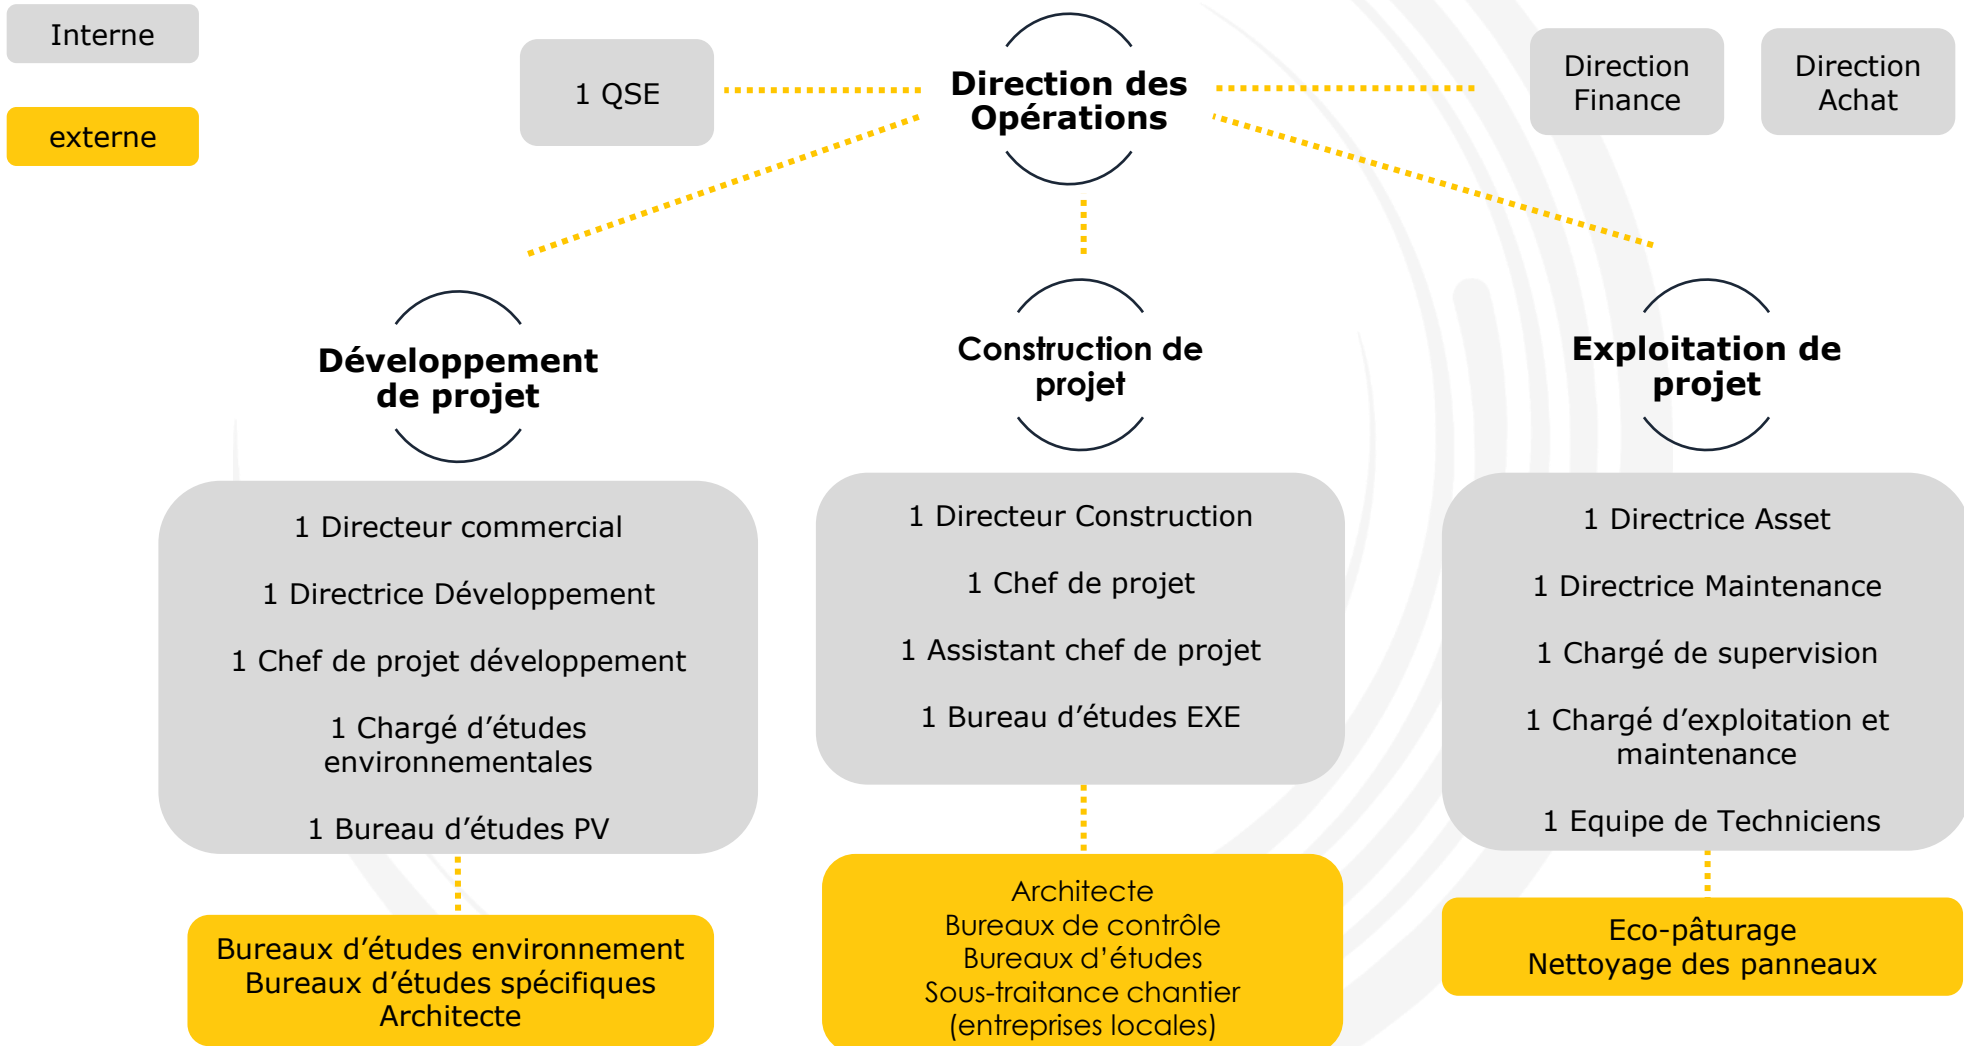 Interne
externe
1 QSE
Direction des
Opérations
Direction
Finance
Direction
Achat
Développement
de projet
1 Directeur commercial
1 Directrice Développement
1 Chef de projet développement
1 Chargé d’études
environnementales
1 Bureau d’études PV
Bureaux d’études environnement
Bureaux d’études spécifiques
Architecte
Construction de
projet
1 Directeur Construction
1 Chef de projet
1 Assistant chef de projet
1 Bureau d’études EXE
Architecte
Bureaux de contrôle
Bureaux d’études
Sous-traitance chantier
(entreprises locales)
Exploitation de
projet
1 Directrice Asset
1 Directrice Maintenance
1 Chargé de supervision
1 Chargé d’exploitation et
maintenance
1 Equipe de Techniciens
Eco-pâturage
Nettoyage des panneaux